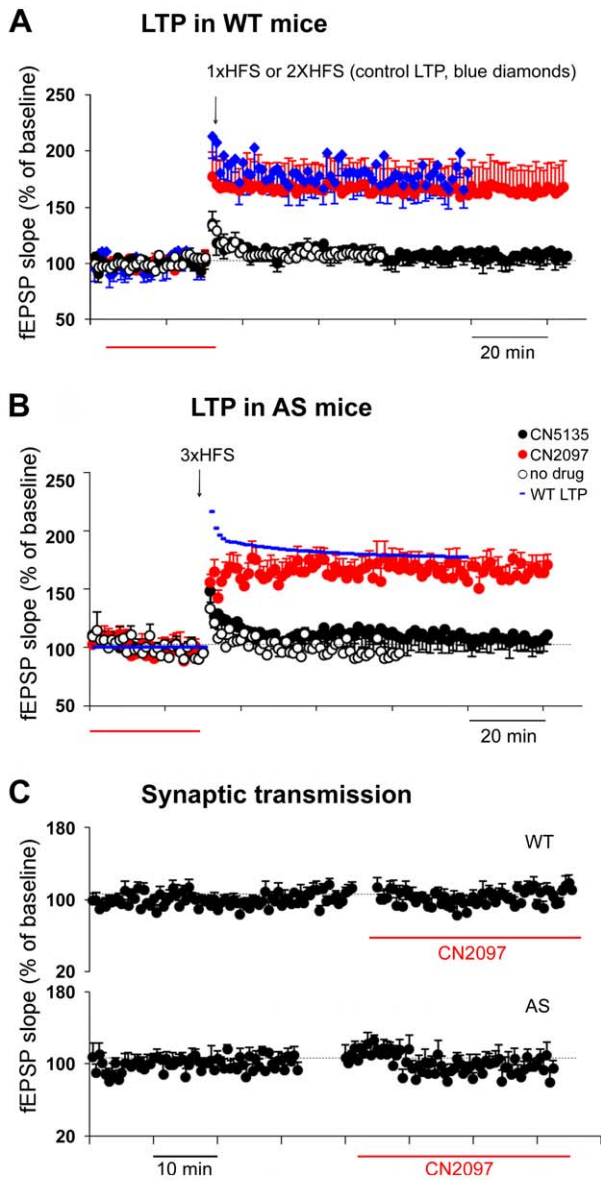 A LTP in WT mice
1xHFS or 2XHFS (control LTP, blue diamonds)
fEPSP slope (% of baseline)
250
200
150
100
50
20 min
B LTP in AS mice
3xHFS
CN5135
CN2097
no drug
WT LTP
fEPSP slope (% of baseline)
250
200
150
100
50
20 min
C Synaptic transmission
fEPSP slope (% of baseline)
180
100
20
WT
CN2097
180
100
20
AS
10 min
CN2097